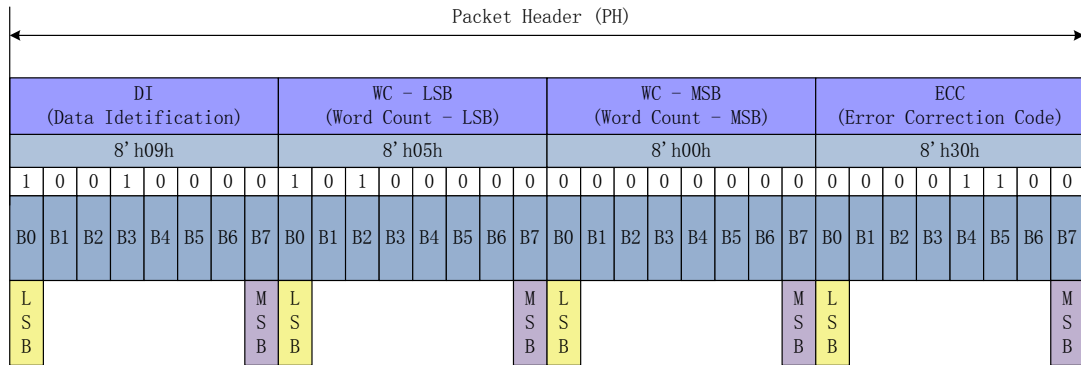 Packet Header (PH)
DI WC - LSB WC - MSB ECC
(Data Idetification) (Word Count - LSB) (Word Count - MSB) (Error Correction Code)
8'h09h 8'h05h 8'h00h 8'h30h
1 0 0 1 0 0 0 0 1 0 1 0 0 0 0 0 0 0 0 0 0 0 0 0 0 0 0 0 1 1 0 0
B0 B1 B2 B3 B4 B5 B6 B7 B0 B1 B2 B3 B4 B5 B6 B7 B0 B1 B2 B3 B4 B5 B6 B7 B0 B1 B2 B3 B4 B5 B6 B7
L M L M L M L M
S S S S S S S S
B B B B B B B B